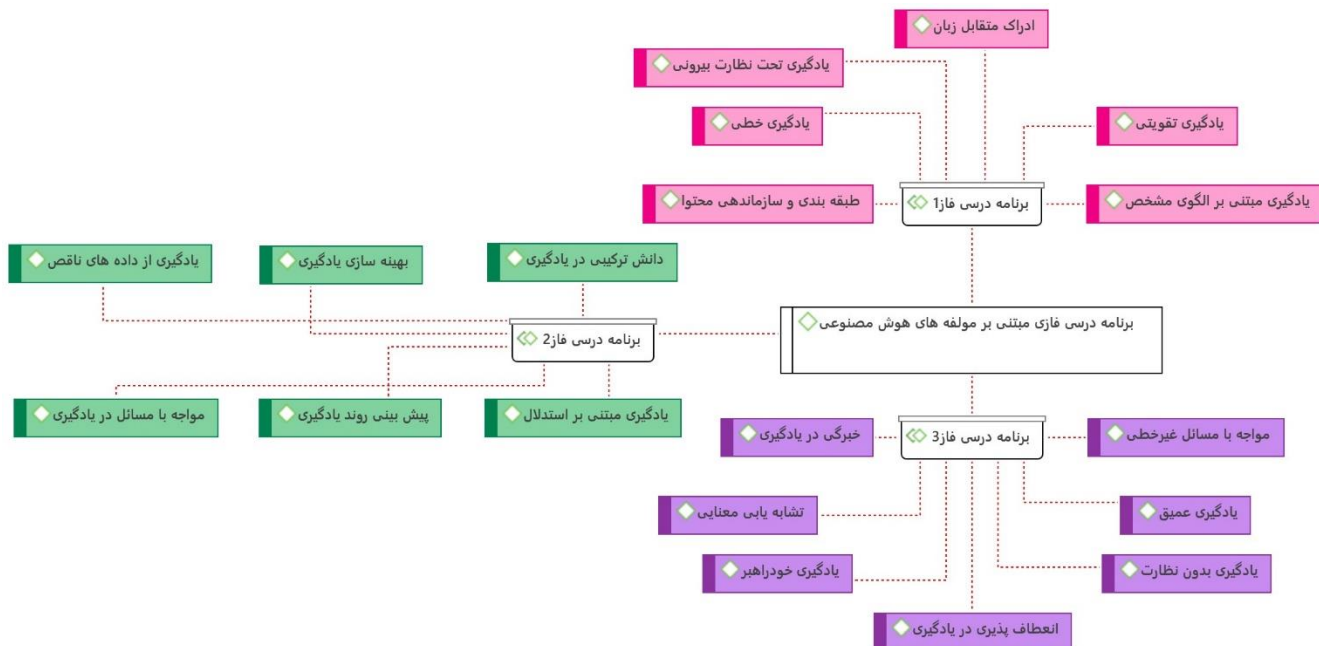 ادراک متقابل زبان
یادگیری تحت نظارت بیرونی
یادگیری تقویتی
یادگیری خطی
یادگیری مبتنی بر الگوی مشخص
برنامه درسی فاز1
طبقه بندی و سازماندهی محتوا
دانش ترکیبی در یادگیری
بهینه سازی یادگیری
یادگیری از داده های ناقص
برنامه درسی فازی مبتنی بر مولفه های هوش مصنوعی
برنامه درسی فاز2
یادگیری مبتنی بر استدلال
پیش بینی روند یادگیری
مواجه با مسائل در یادگیری
مواجه با مسائل غیرخطی
برنامه درسی فاز3
خبرگی در یادگیری
یادگیری عمیق
تشابه یابی معنایی
یادگیری بدون نظارت
یادگیری خودراهبر
انعطاف پذیری در یادگیری